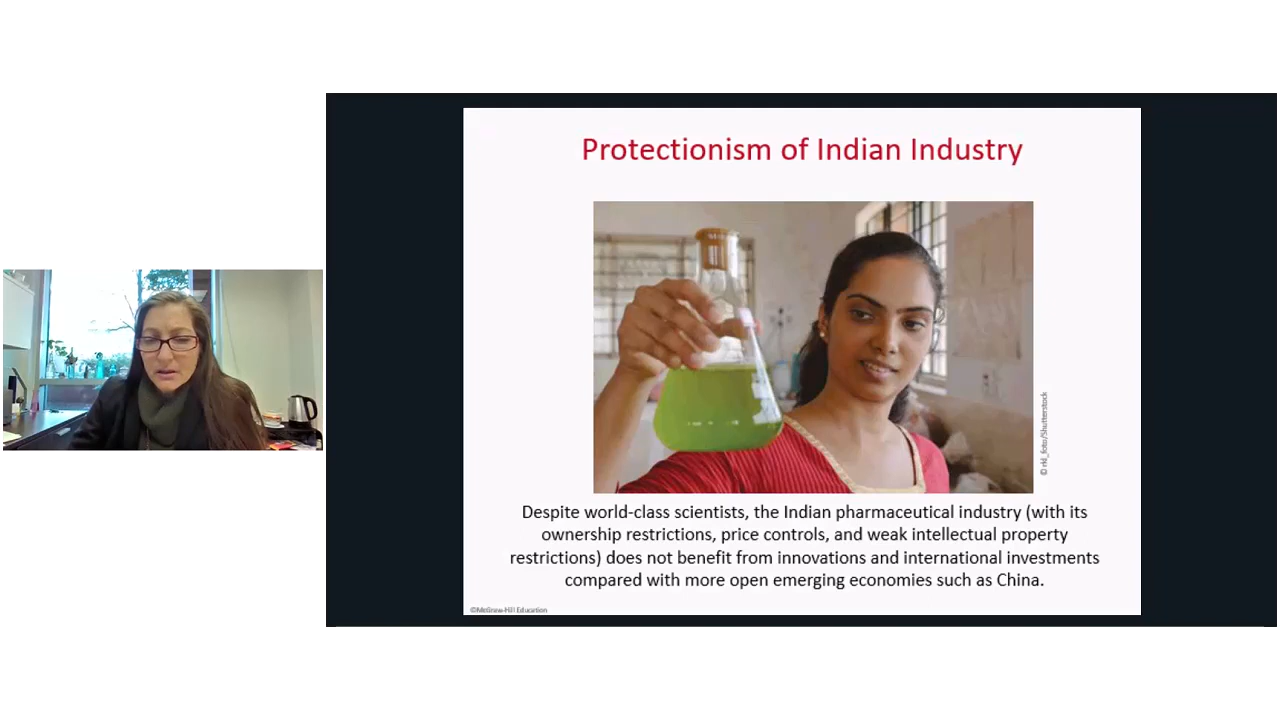 Protectionism of Indian Industry
© rkl_foto/Shutterstock
Despite world-class scientists, the Indian pharmaceutical industry (with its
ownership restrictions, price controls, and weak intellectual property
restrictions) does not benefit from innovations and international investments
compared with more open emerging economies such as China.
©McGraw-Hill Education